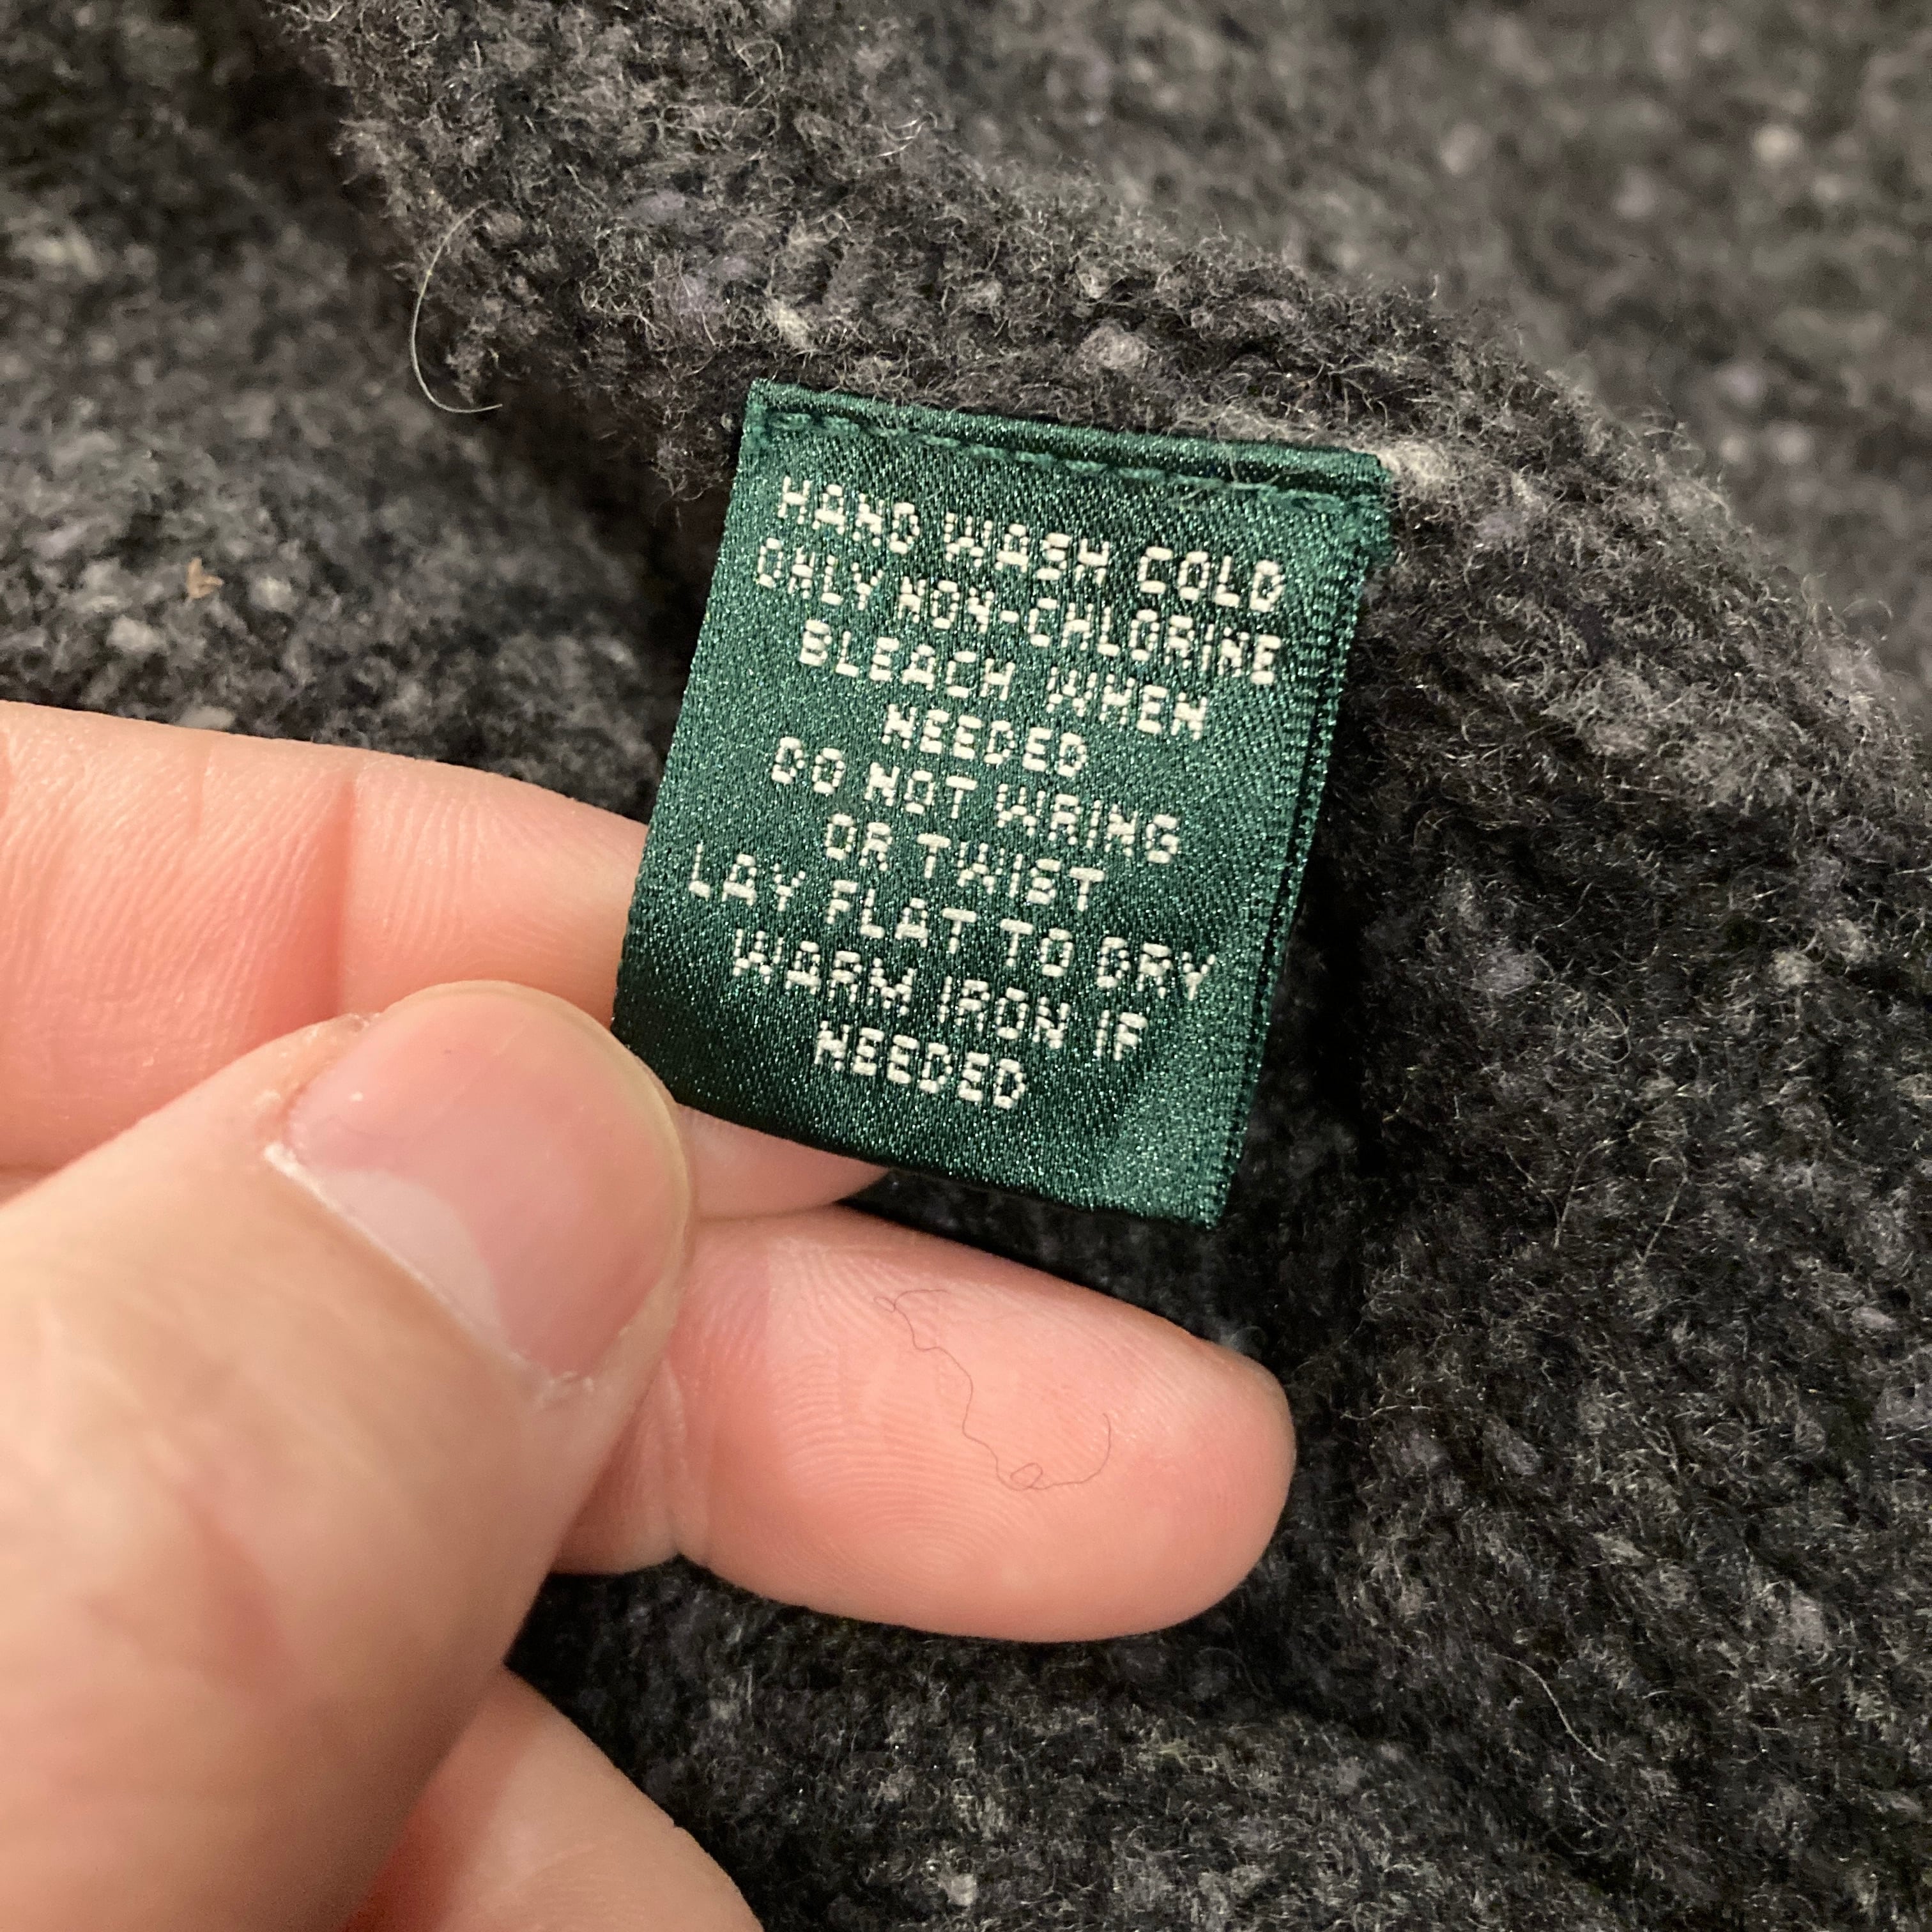 HAND WASH COLD
ONLY NON-CHLORINE
BLEACH WHEN
NEEDED
DO NOT WRING
OR TWIST
LAY FLAT TO DRY
WARM IRON IF
NEEDED